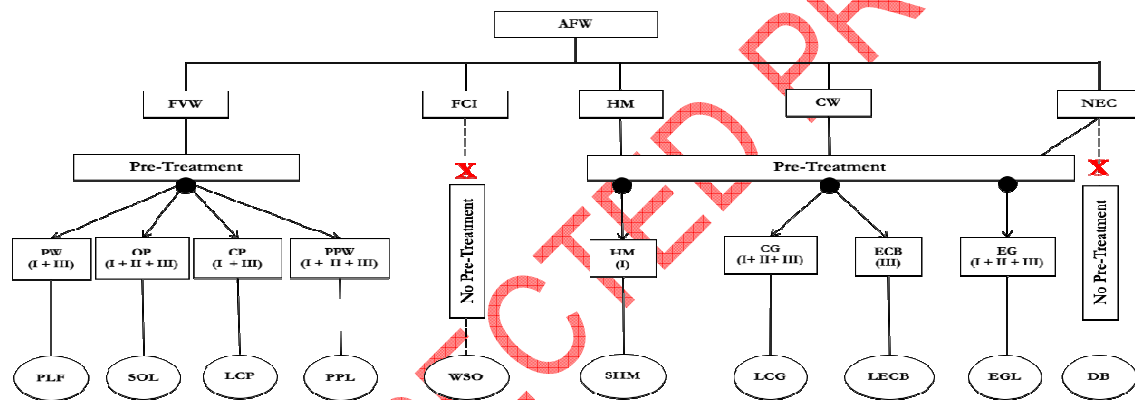 AFW
FVW
FCI
HM
CW
NEC
Pre-Treatment
Pre-Treatment
X
X
No Pre-Treatment
No Pre-Treatment
PW
(I + III)
OP
(I + II + III)
CP
(I + III)
PPW
(I + II + III)
HM
(I)
CG
(I+ II+ III)
ECB
(III)
EG
(I + II + III)
PLF
SOL
LCP
PPL
WSO
SHM
LCG
LECB
EGL
DB